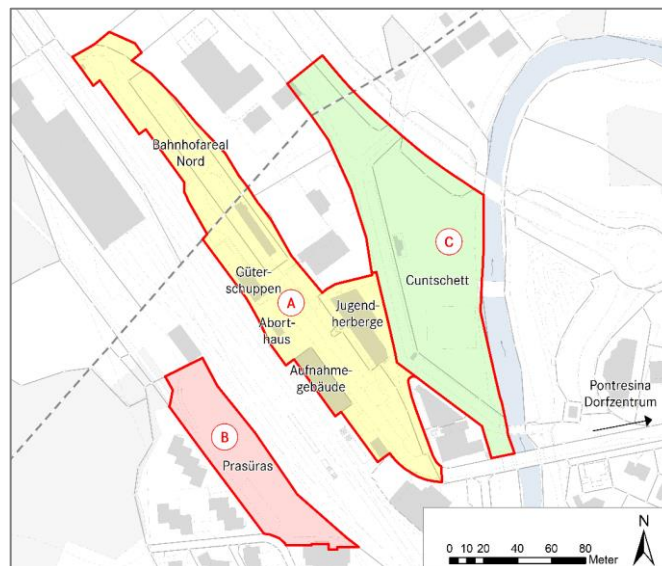 Bahnhofareal
Nord
C
Cuntschett
Güter-
schuppen
A
Jugend-
herberge
Abort-
haus
Aufnahme-
gebäude
Pontresina
Dorfzentrum
B
Prasüras
N
0 10 20 40 60 80
Meter